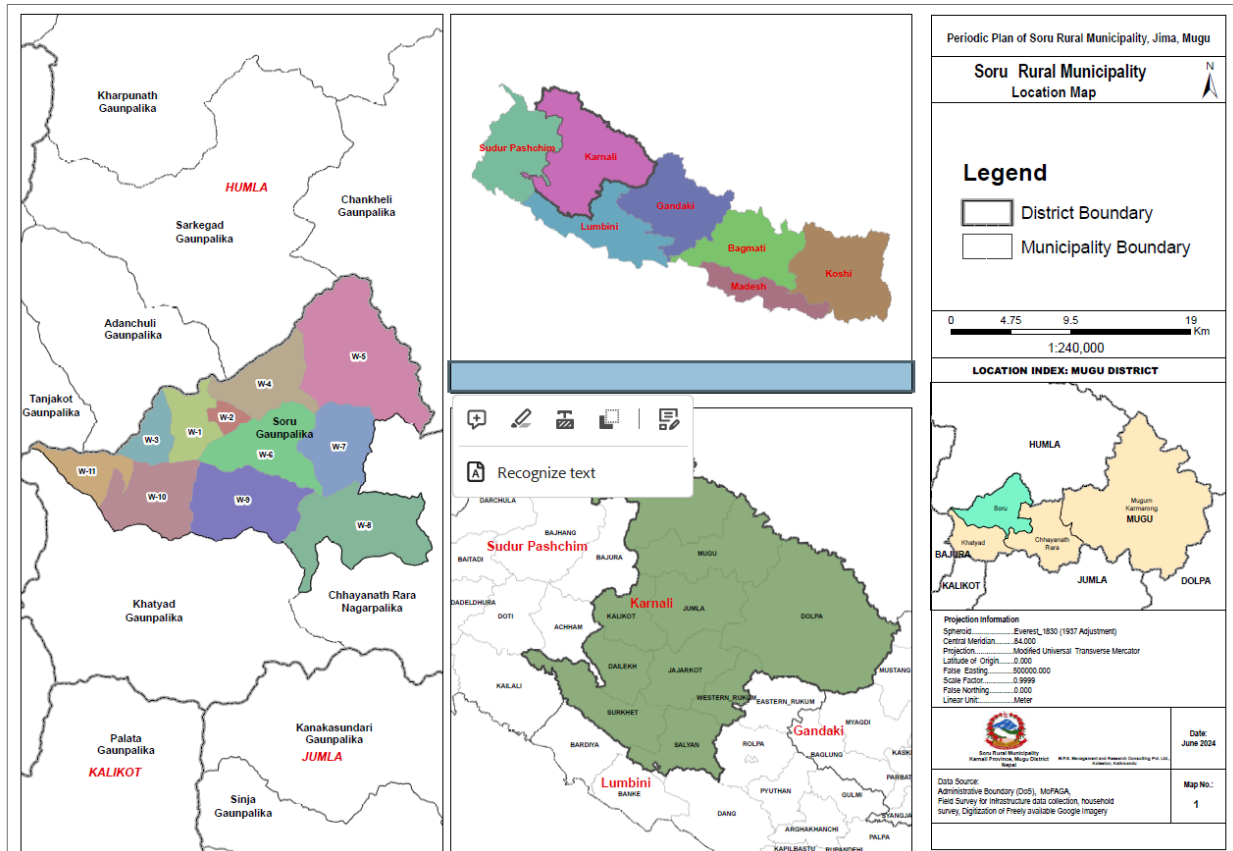 Kharpunath
Gaunpalika
HUMLA
Chankheli
Gaunpalika
Sarkegad
Gaunpalika
Adanchuli
Gaunpalika
Tanjakot
Gaunpalika
W-5
W-4
W-2
W-1
W-3
Soru
Gaunpalika
W-6
W-7
W-11
W-10
W-9
W-8
Khatyad
Gaunpalika
Chhayanath Rara
Nagarpalika
Palata
Gaunpalika
KALIKOT
Kanakasundari
Gaunpalika
JUMLA
Sinja
Gaunpalika
Sudur Pashchim
Karnali
Gandaki
Lumbini
Bagmati
Koshi
Madesh
Recognize text
DARCHULA
BAJHANG
Sudur Pashchim
BAITADI
BAJURA
MUGU
Karnali
DADELDHURA
DOTI
ACHHAM
KALIKOT
JUMLA
DOLPA
DAILEKH
JAJARKOT
MUSTANG
KAILALI
WESTERN_RUKUM
EASTERN_RUKUM
SURKHET
Gandaki
MYAGDI
BARDIYA
SALYAN
ROLPA
BAGLUNG
KASKI
Lumbini
BANKE
PARBAT
PYUTHAN
GULMI
DANG
SYANGJA
ARGHAKHANCHI
PALPA
KAPILBASTU
RUPANDEHI
Periodic Plan of Soru Rural Municipality, Jima, Mugu
Soru Rural Municipality
Location Map
N
Legend
District Boundary
Municipality Boundary
0 4.75 9.5 19
Km
1:240,000
LOCATION INDEX: MUGU DISTRICT
HUMLA
Soru
Mugum
Karmarong
MUGU
Khatyad
Chhayanath
Rara
BAJURA
KALIKOT
JUMLA
DOLPA
Projection Information
Spheroid................Everest_1830 (1937 Adjustment)
Central Meridian..........84.000
Projection................Modified Universal Transverse Mercator
Latitude of Origin.......0.000
False Easting............500000.000
Scale Factor.............0.9999
False Northing..........0.000
Linear Unit:..............Meter
Soru Rural Municipality
Karnali Province, Mugu District
Nepal
Date:
June 2024
Data Source:
Administrative Boundary (DoS), MoFAGA,
Field Survey for Infrastructure data collection, household
survey, Digitization of Freely available Google Imagery
Map No.:
1